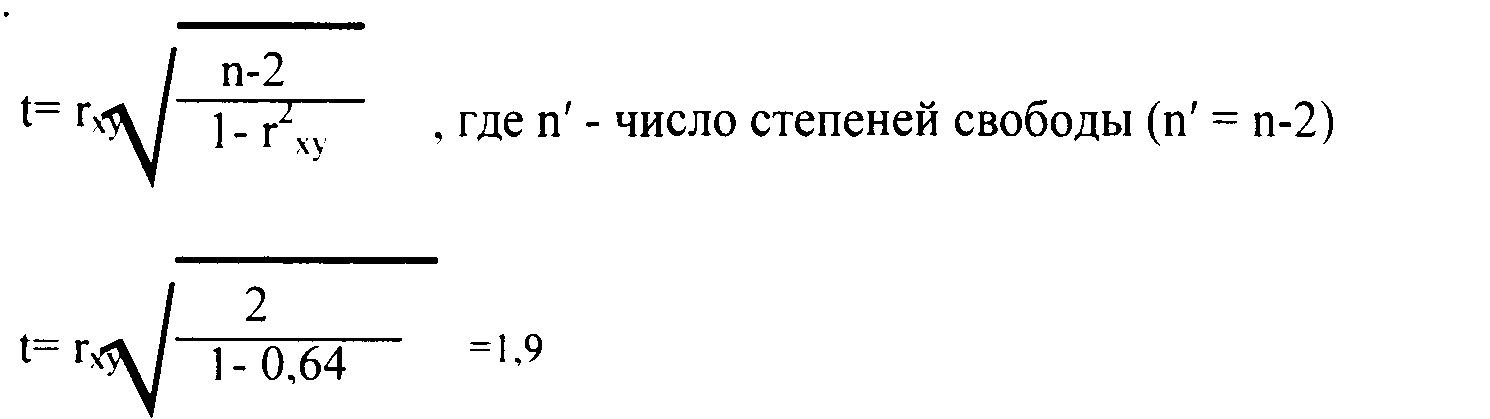 t= r_xy √((n-2)/(1- r²_xy)) , где n′ - число степеней свободы (n′ = n-2)
t= r_xy √(2/(1- 0,64)) =1,9